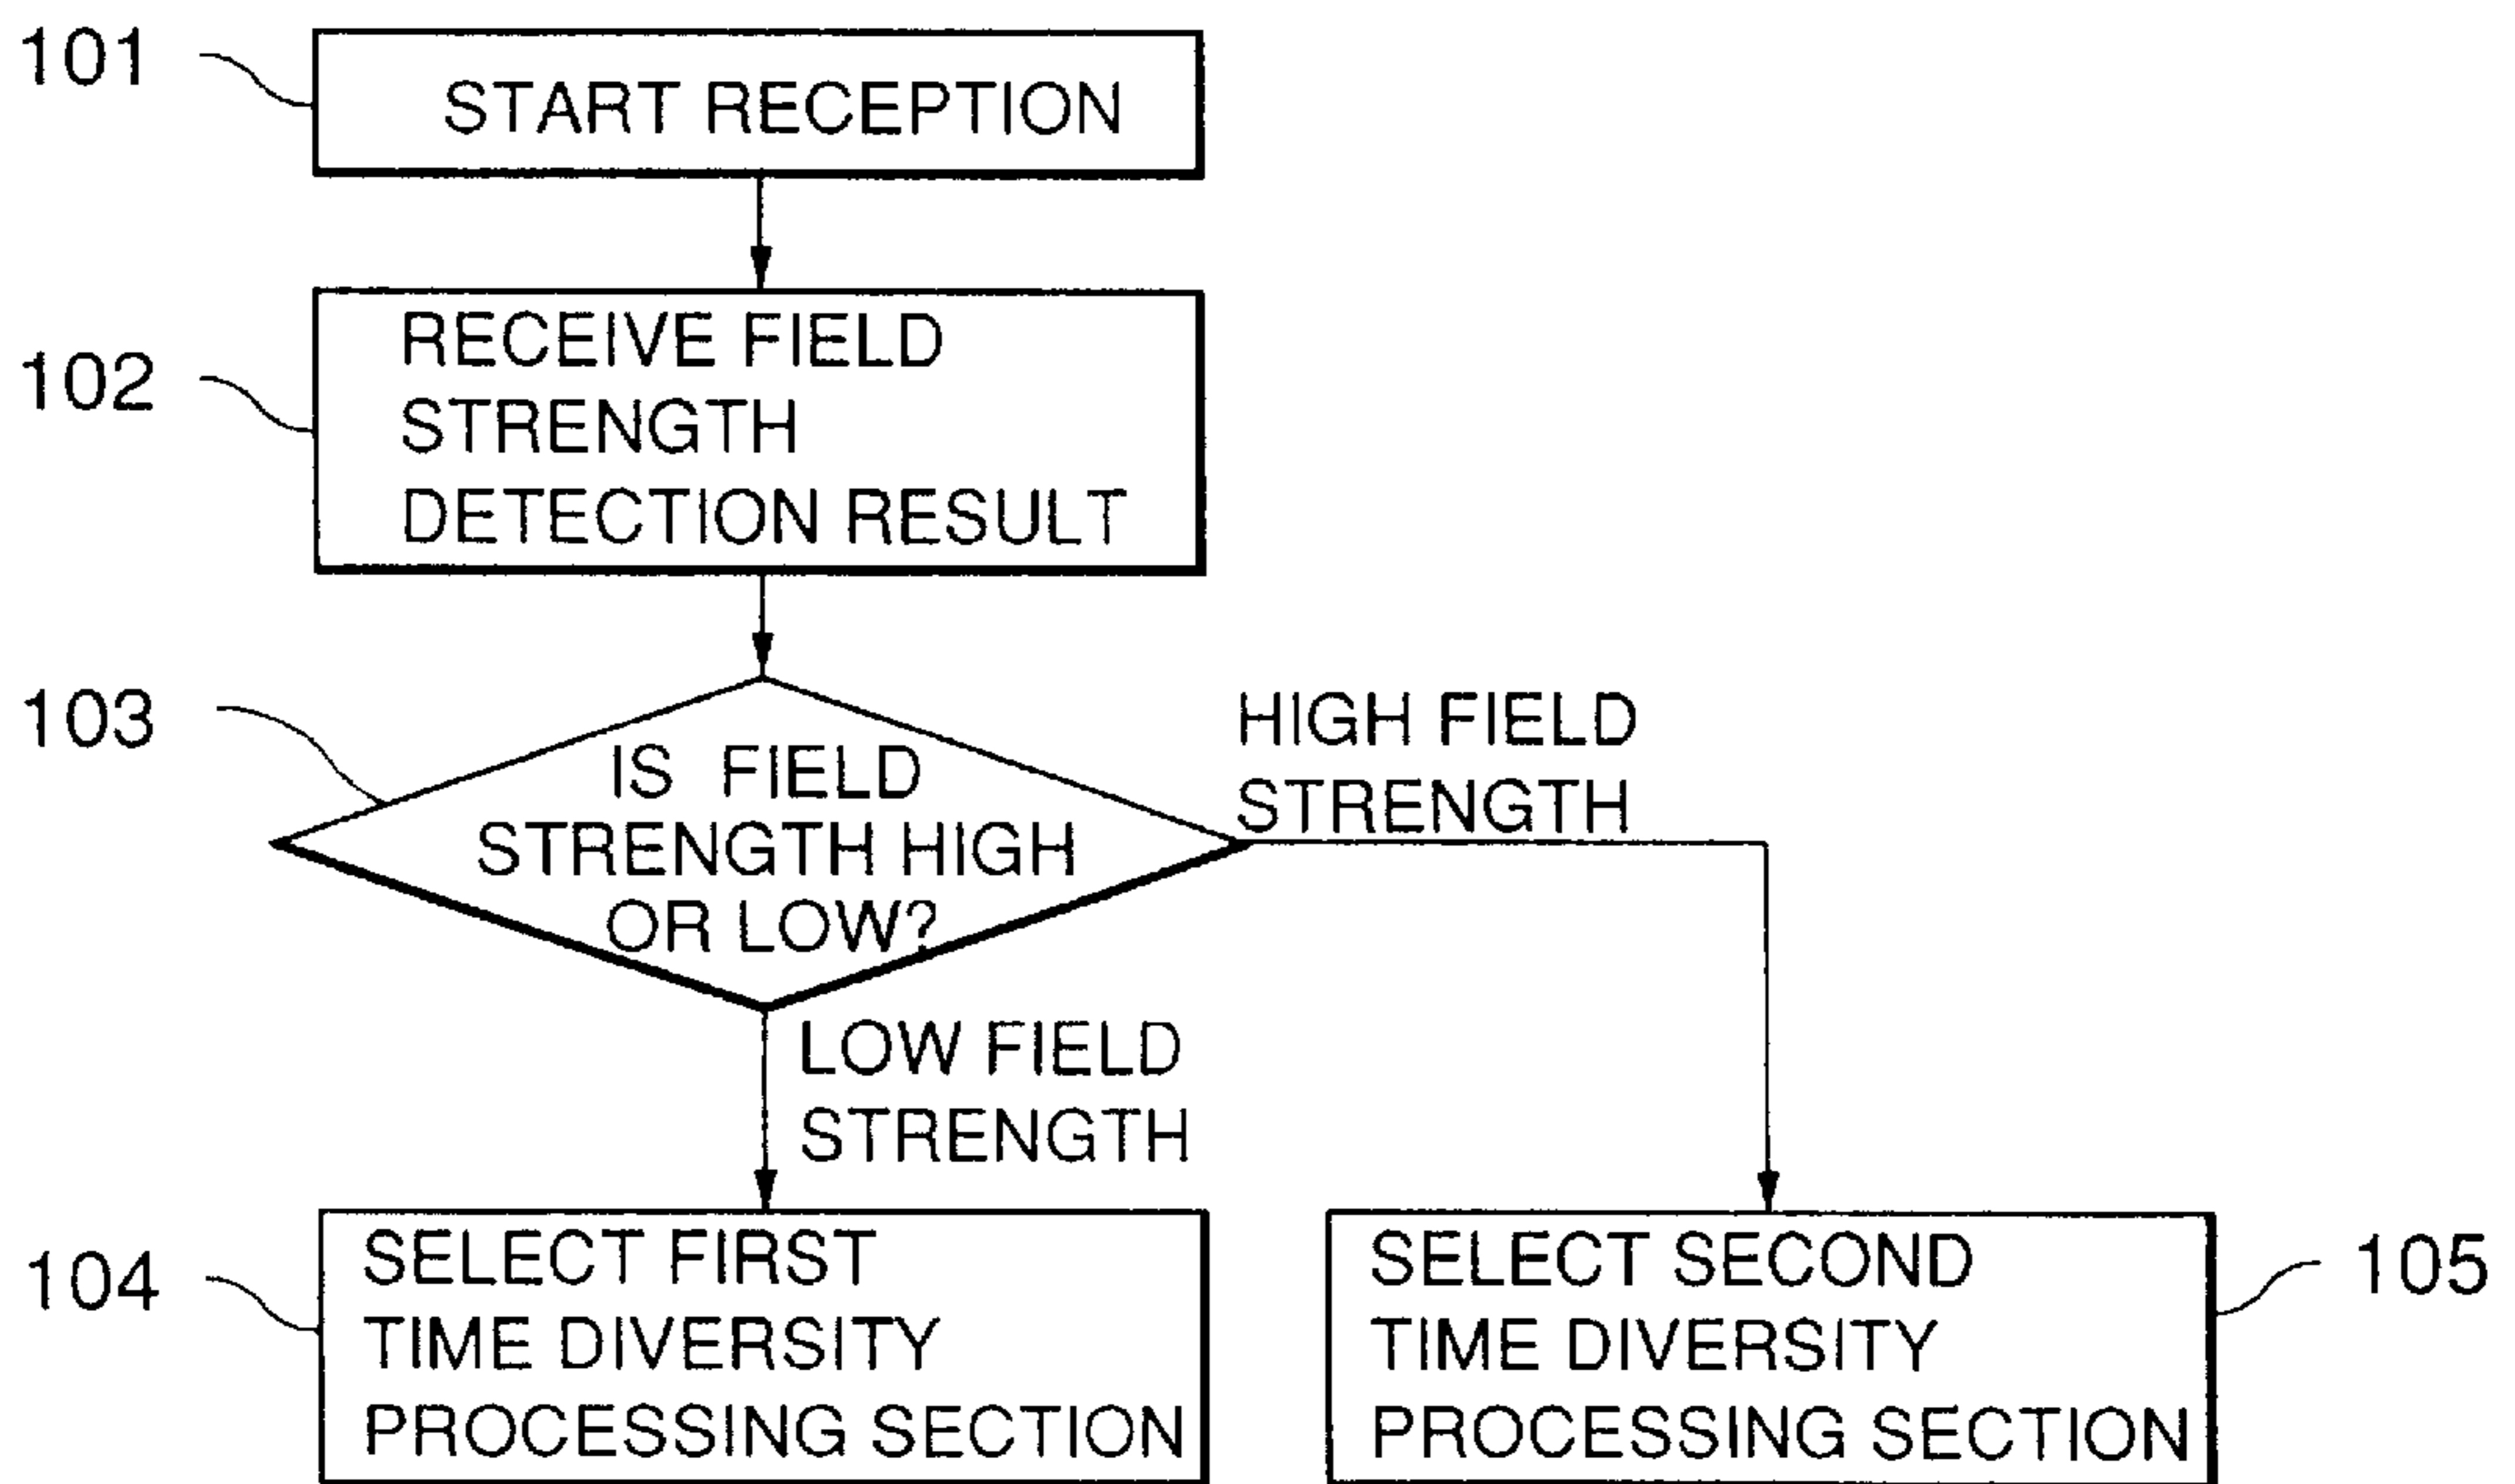 101
START RECEPTION
102
RECEIVE FIELD
STRENGTH
DETECTION RESULT
103
IS FIELD
STRENGTH HIGH
OR LOW?
HIGH FIELD
STRENGTH
LOW FIELD
STRENGTH
104
SELECT FIRST
TIME DIVERSITY
PROCESSING SECTION
SELECT SECOND
TIME DIVERSITY
PROCESSING SECTION
105